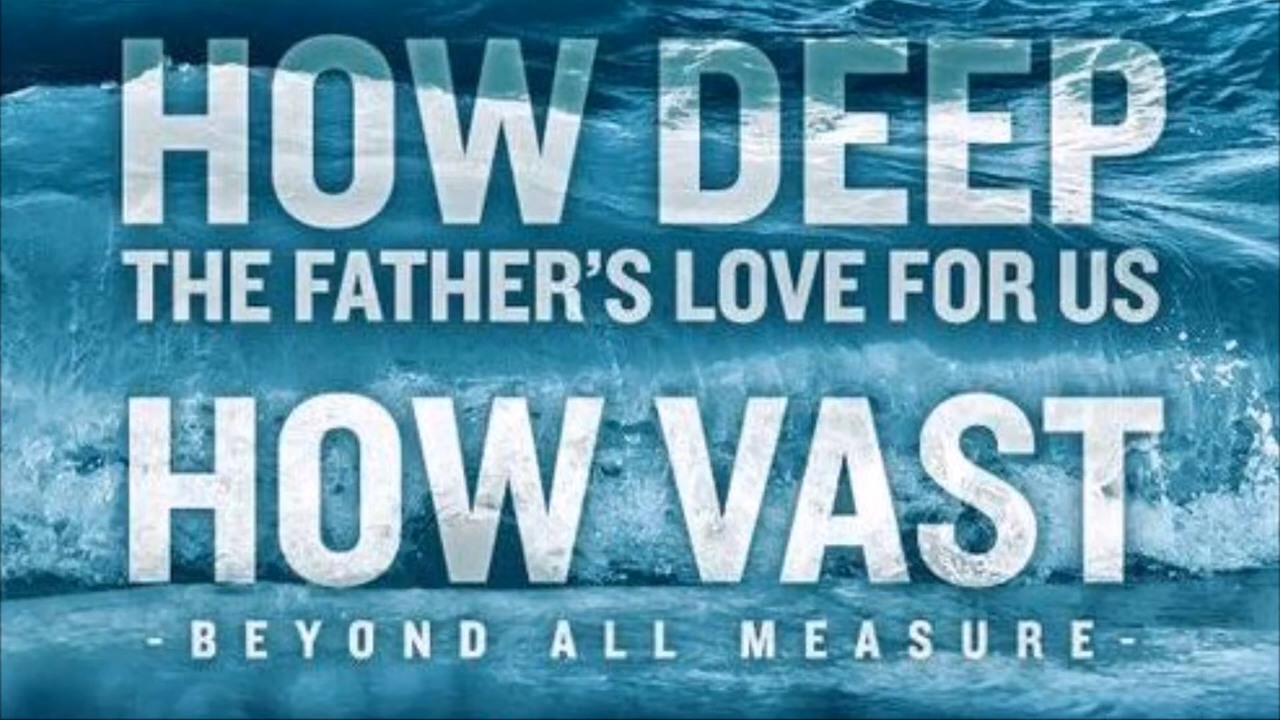 HOW DEEP
THE FATHER'S LOVE FOR US
HOW VAST
-BEYOND ALL MEASURE-